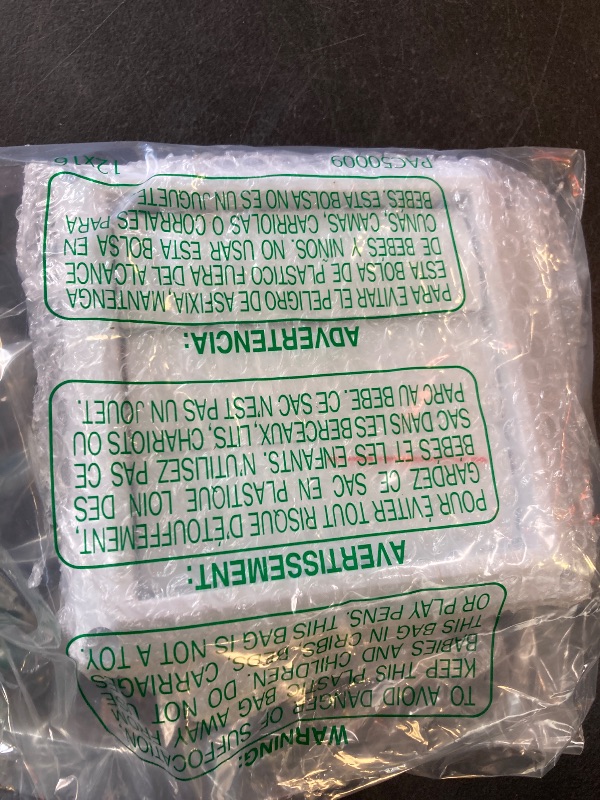 WARNING:
TO AVOID DANGER OF SUFFOCATION
KEEP THIS PLASTIC BAG AWAY FROM
BABIES AND CHILDREN. DO NOT USE
THIS BAG IN CRIBS, BEDS, CARRIAGES
OR PLAY PENS. THIS BAG IS NOT A TOY.
AVERTISSEMENT:
POUR ÉVITER TOUT RISQUE D'ÉTOUFFEMENT,
GARDEZ CE SAC EN PLASTIQUE LOIN DES
BEBÉS ET LES ENFANTS. N'UTILISEZ PAS CE
SAC DANS LES BERCEAUX, LITS, CHARIOTS OU
PARC AU BEBE. CE SAC N'EST PAS UN JOUET.
ADVERTENCIA:
PARA EVITAR EL PELIGRO DE ASFIXIA, MANTENGA
ESTA BOLSA DE PLASTICO FUERA DEL ALCANCE
DE BEBES Y NINOS. NO USAR ESTA BOLSA EN
CUNAS, CAMAS, CARRIOLAS O CORRALES PARA
BEBES. ESTA BOLSA NO ES UN JUGUETE
PAC50009 12x16